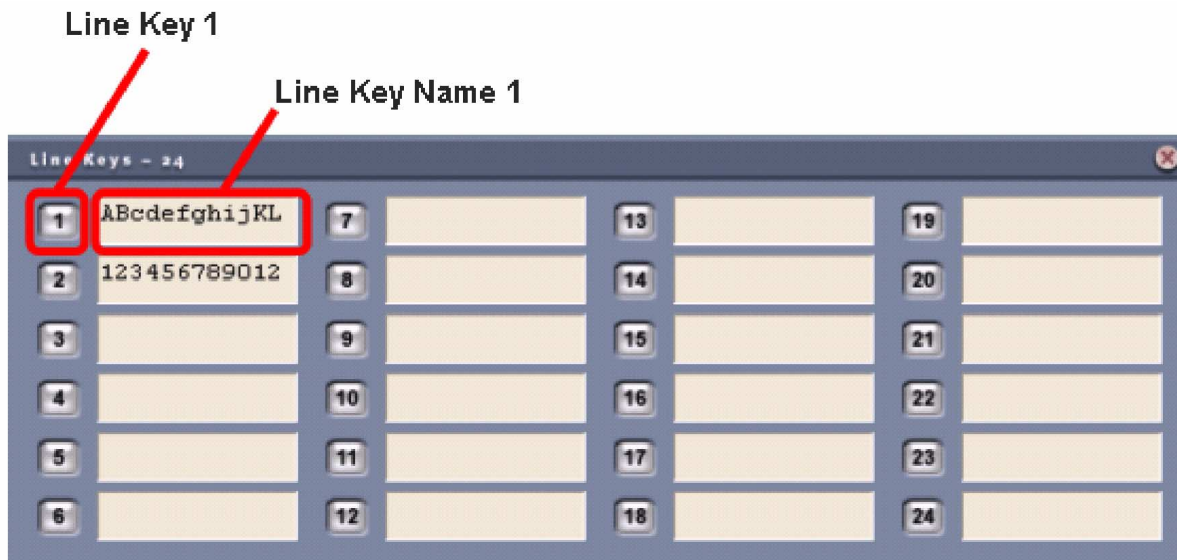 Line Key 1
Line Key Name 1
Line Keys - 24
1 ABcdefghijKL 7 13 19
2 123456789012 8 14 20
3 9 15 21
4 10 16 22
5 11 17 23
6 12 18 24